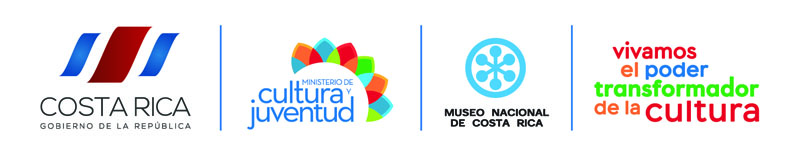 COSTA RICA
GOBIERNO DE LA REPÚBLICA
MINISTERIO DE
cultura y
juventud
MUSEO NACIONAL
DE COSTA RICA
vivamos
el poder
transformador
de la cultura